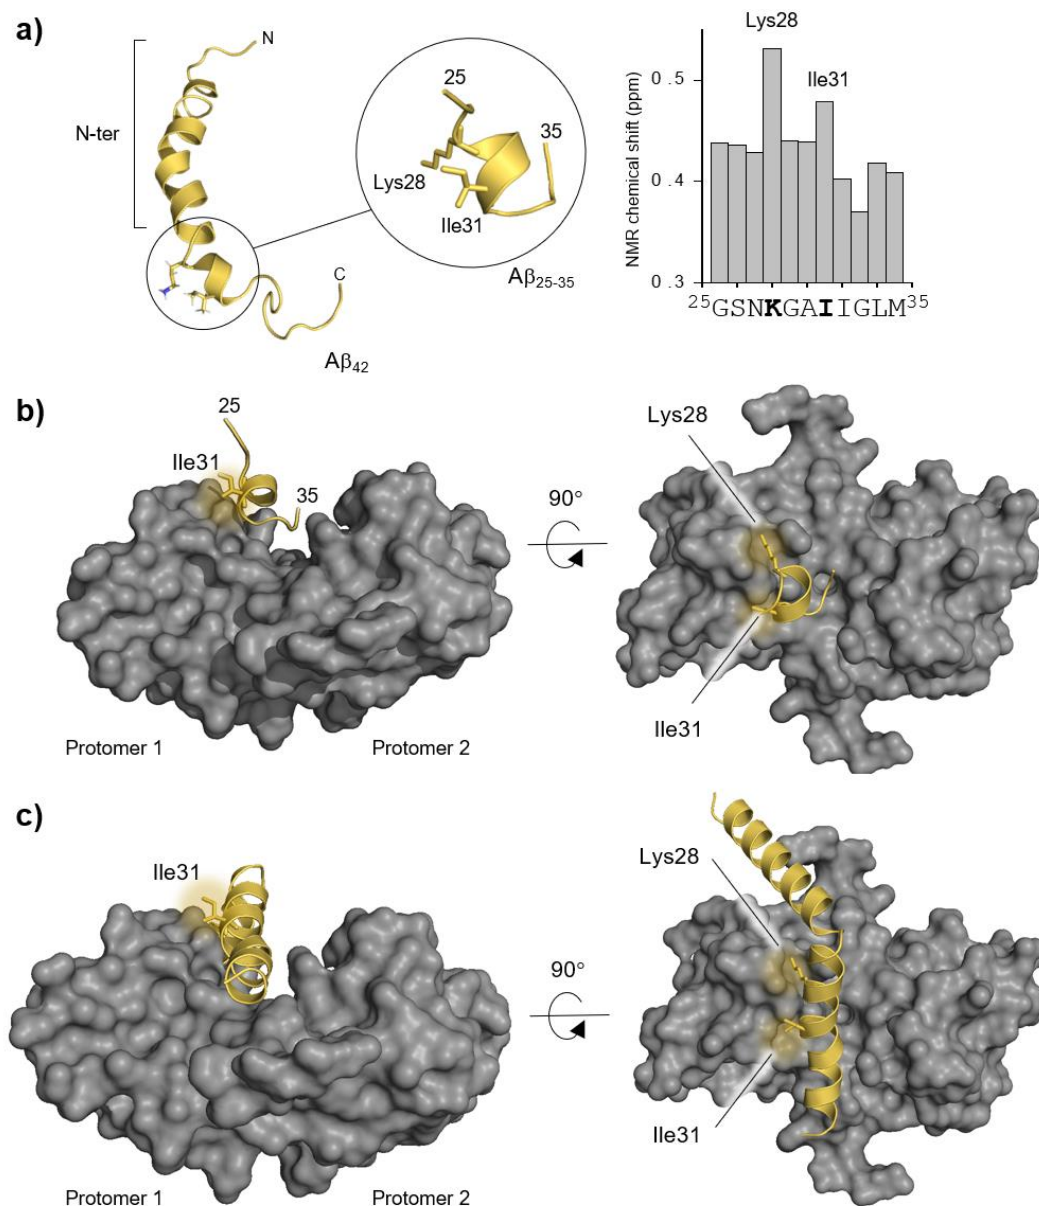 a)
N
N-ter
25
35
Lys28
Ile31
Aβ25-35
C
Aβ42
Lys28
Ile31
NMR chemical shift (ppm)
0.5
0.4
0.3
25GSNKGAIIGLM35
b)
25
Ile31
35
Protomer 1
Protomer 2
90°
Lys28
Ile31
c)
Ile31
Protomer 1
Protomer 2
90°
Lys28
Ile31